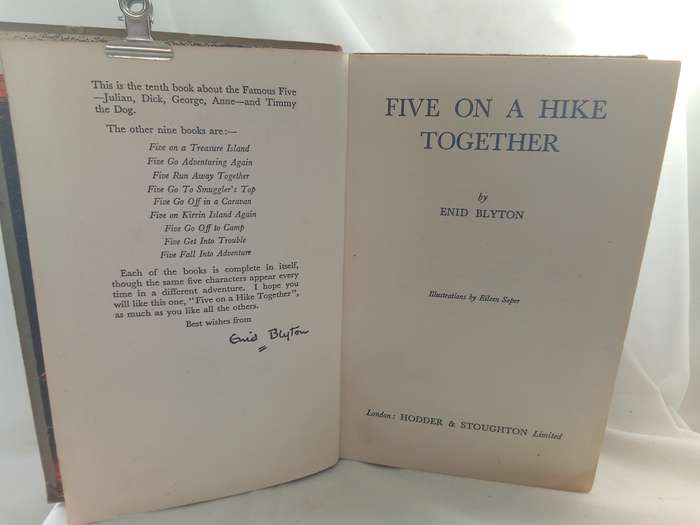 This is the tenth book about the Famous Five
—Julian, Dick, George, Anne—and Timmy
the Dog.
The other nine books are:—
Five on a Treasure Island
Five Go Adventuring Again
Five Run Away Together
Five Go To Smuggler's Top
Five Go Off in a Caravan
Five on Kirrin Island Again
Five Go Off to Camp
Five Get Into Trouble
Five Fall Into Adventure
Each of the books is complete in itself,
though the same five characters appear every
time in a different adventure. I hope you
will like this one, "Five on a Hike Together",
as much as you like all the others.
Best wishes from
Enid Blyton
FIVE ON A HIKE
TOGETHER
by
ENID BLYTON
Illustrations by Eileen Soper
London: HODDER & STOUGHTON Limited